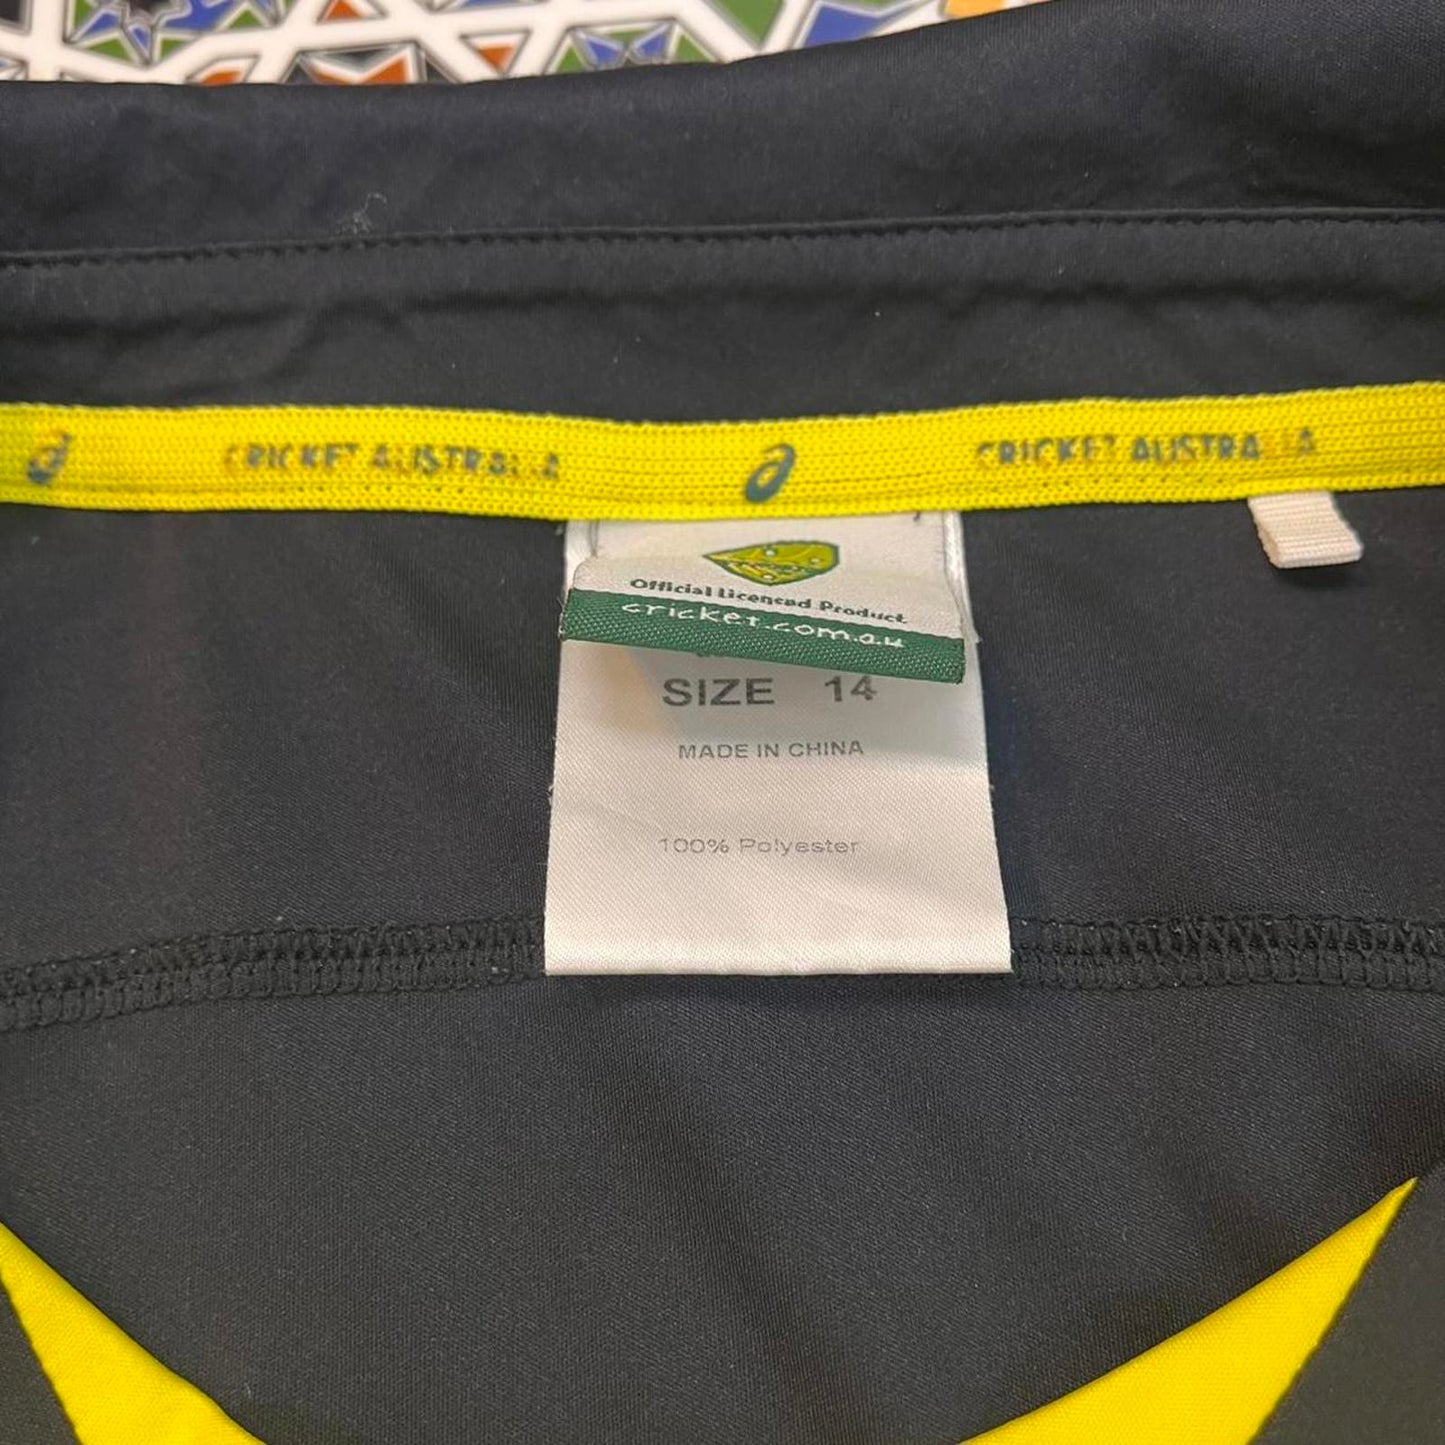 CRICKET AUSTRALIA
CRICKET AUSTRALIA
Official Licenced Product
cricket.com.au
SIZE 14
MADE IN CHINA
100% Polyester